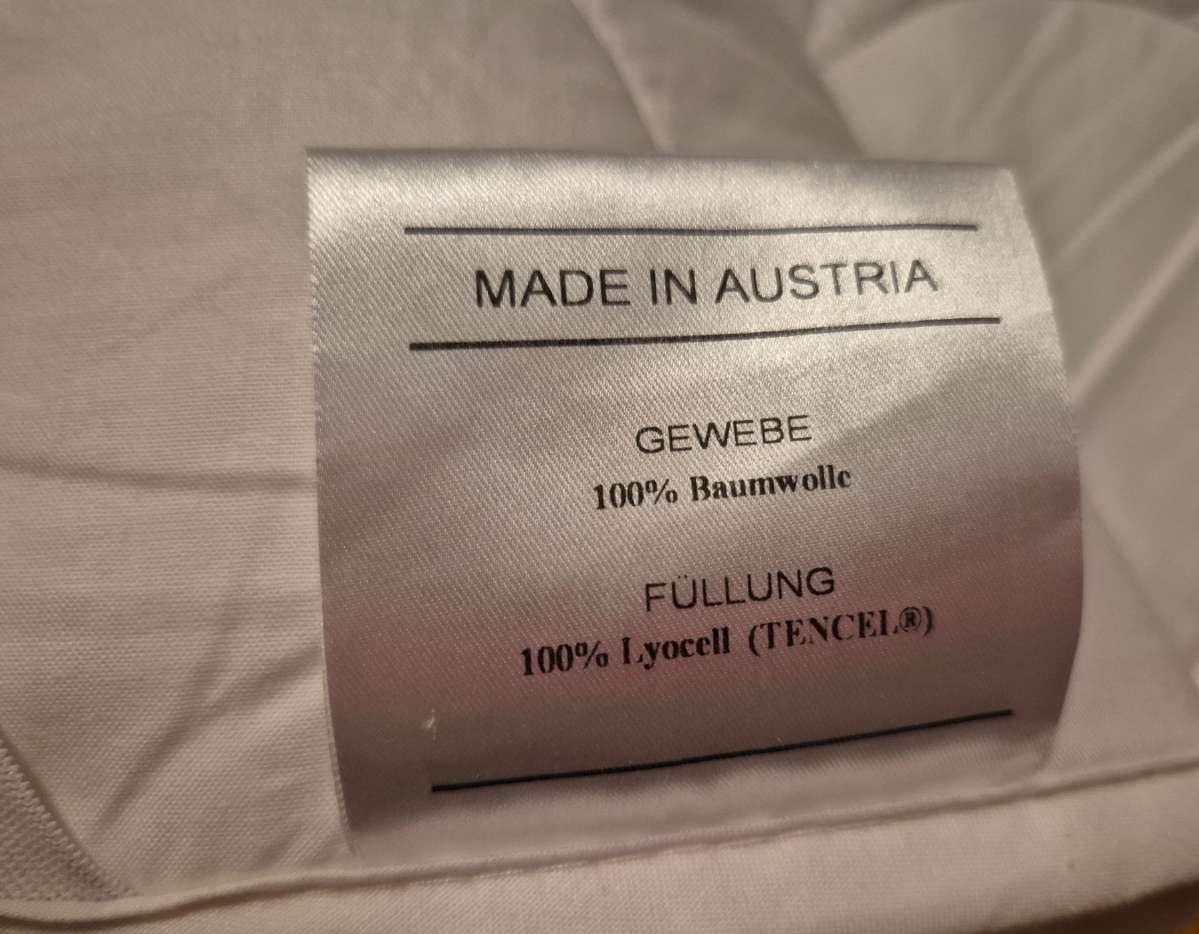 MADE IN AUSTRIA
GEWEBE
100% Baumwolle
FÜLLUNG
100% Lyocell (TENCEL®)